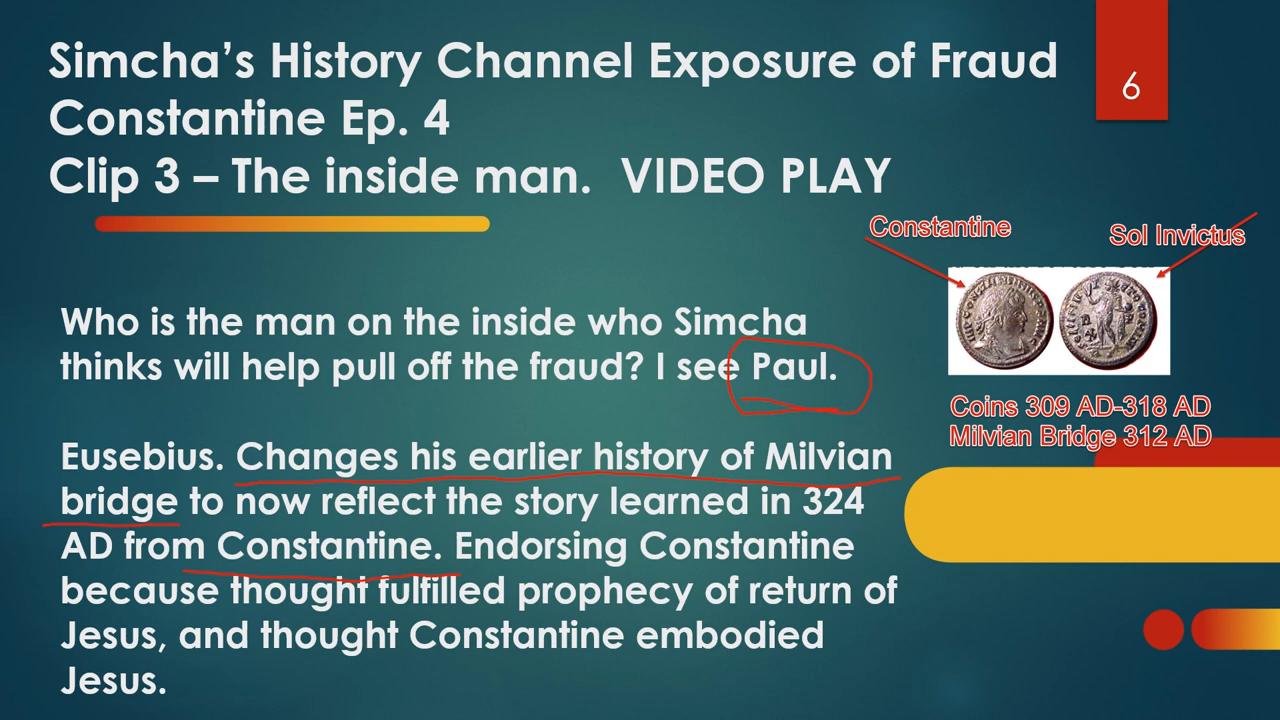 Simcha’s History Channel Exposure of Fraud
Constantine Ep. 4
Clip 3 – The inside man.  VIDEO PLAY
6
Constantine
Sol Invictus
Who is the man on the inside who Simcha
thinks will help pull off the fraud? I see Paul.
Coins 309 AD-318 AD
Milvian Bridge 312 AD
Eusebius. Changes his earlier history of Milvian
bridge to now reflect the story learned in 324
AD from Constantine. Endorsing Constantine
because thought fulfilled prophecy of return of
Jesus, and thought Constantine embodied
Jesus.